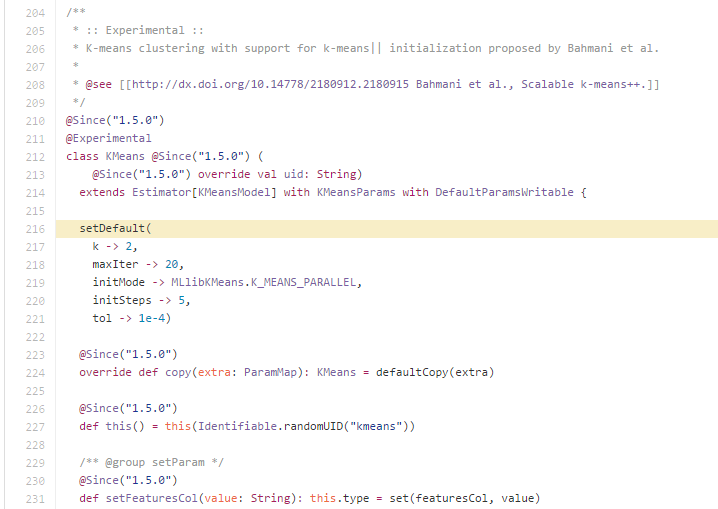 204 /**
205  * :: Experimental ::
206  * K-means clustering with support for k-means|| initialization proposed by Bahmani et al.
207  *
208  * @see [[http://dx.doi.org/10.14778/2180912.2180915 Bahmani et al., Scalable k-means++.]]
209  */
210 @Since("1.5.0")
211 @Experimental
212 class KMeans @Since("1.5.0") (
213     @Since("1.5.0") override val uid: String)
214   extends Estimator[KMeansModel] with KMeansParams with DefaultParamsWritable {
215
216   setDefault(
217     k -> 2,
218     maxIter -> 20,
219     initMode -> MLlibKMeans.K_MEANS_PARALLEL,
220     initSteps -> 5,
221     tol -> 1e-4)
222
223   @Since("1.5.0")
224   override def copy(extra: ParamMap): KMeans = defaultCopy(extra)
225
226   @Since("1.5.0")
227   def this() = this(Identifiable.randomUID("kmeans"))
228
229   /** @group setParam */
230   @Since("1.5.0")
231   def setFeaturesCol(value: String): this.type = set(featuresCol, value)